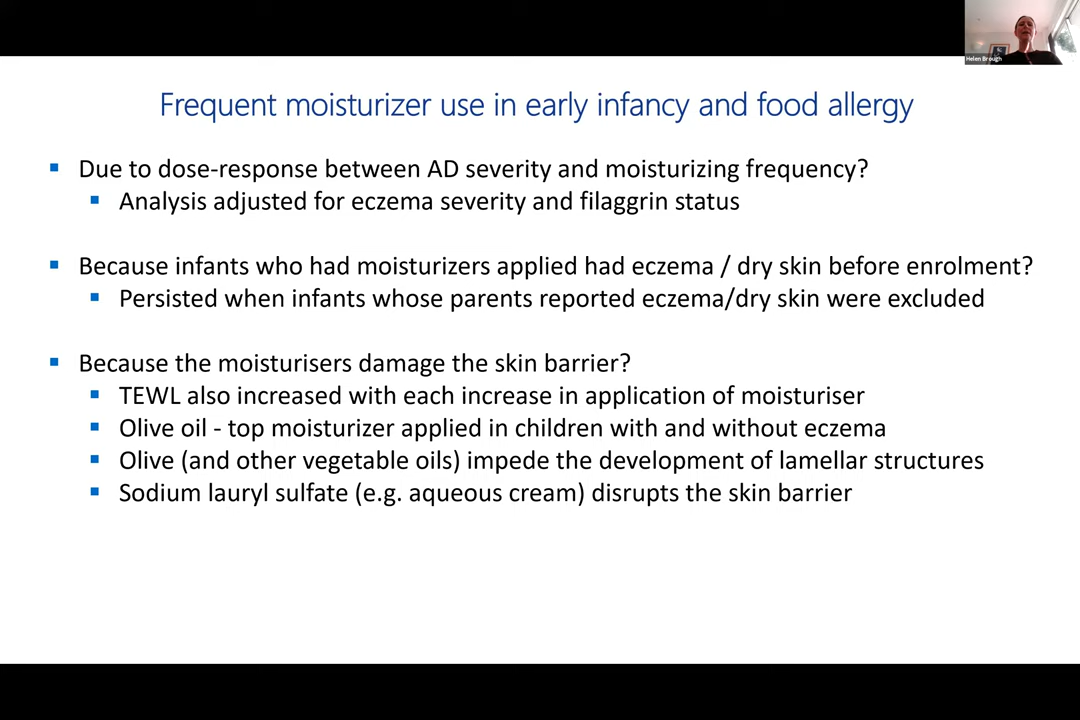 Helen Brough
Frequent moisturizer use in early infancy and food allergy
▪ Due to dose-response between AD severity and moisturizing frequency?
▪ Analysis adjusted for eczema severity and filaggrin status
▪ Because infants who had moisturizers applied had eczema / dry skin before enrolment?
▪ Persisted when infants whose parents reported eczema/dry skin were excluded
▪ Because the moisturisers damage the skin barrier?
▪ TEWL also increased with each increase in application of moisturiser
▪ Olive oil - top moisturizer applied in children with and without eczema
▪ Olive (and other vegetable oils) impede the development of lamellar structures
▪ Sodium lauryl sulfate (e.g. aqueous cream) disrupts the skin barrier